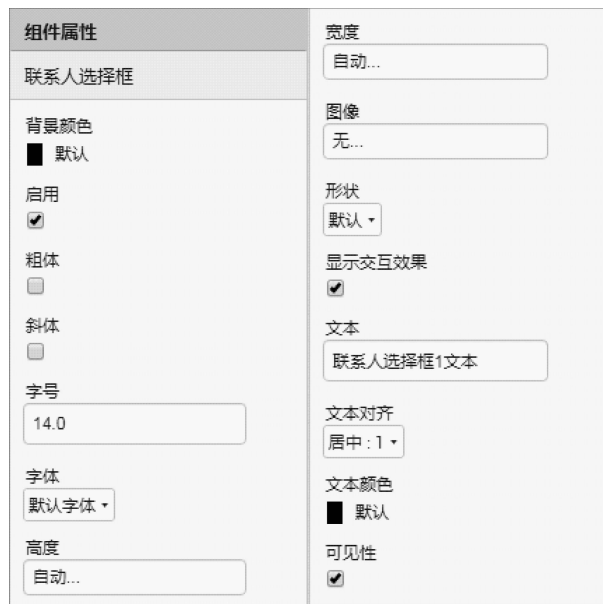 组件属性
联系人选择框
背景颜色
默认
启用
粗体
斜体
字号
14.0
字体
默认字体
高度
自动...
宽度
自动...
图像
无...
形状
默认
显示交互效果
文本
联系人选择框1文本
文本对齐
居中 : 1
文本颜色
默认
可见性